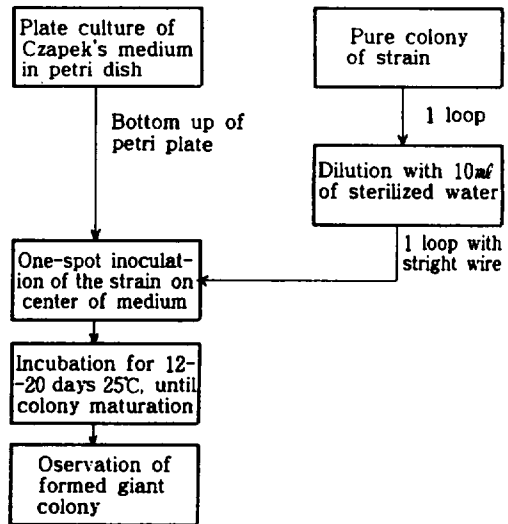 Plate culture of
Czapek's medium
in petri dish
Pure colony
of strain
Bottom up of
petri plate
1 loop
Dilution with 10㎖
of sterilized water
1 loop with
stright wire
One-spot inocula-
tion of the strain on
center of medium
Incubation for 12-
-20 days 25℃, until
colony maturation
Oservation of
formed giant
colony